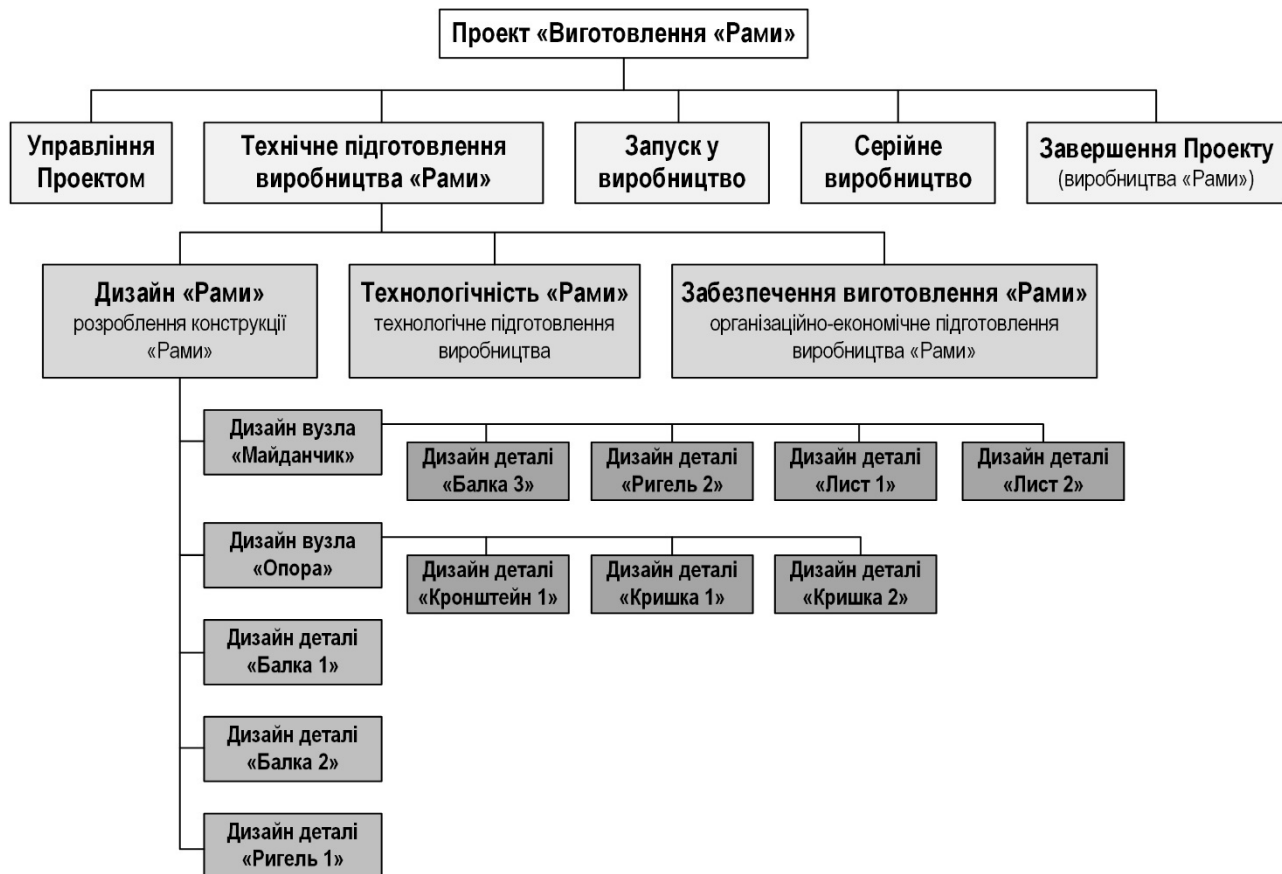 Проект «Виготовлення «Рами»
Управління
Проектом
Технічне підготовлення
виробництва «Рами»
Запуск у
виробництво
Серійне
виробництво
Завершення Проекту
(виробництва «Рами»)
Дизайн «Рами»
розроблення конструкції
«Рами»
Технологічність «Рами»
технологічне підготовлення
виробництва
Забезпечення виготовлення «Рами»
організаційно-економічне підготовлення
виробництва «Рами»
Дизайн вузла
«Майданчик»
Дизайн деталі
«Балка 3»
Дизайн деталі
«Ригель 2»
Дизайн деталі
«Лист 1»
Дизайн деталі
«Лист 2»
Дизайн вузла
«Опора»
Дизайн деталі
«Кронштейн 1»
Дизайн деталі
«Кришка 1»
Дизайн деталі
«Кришка 2»
Дизайн деталі
«Балка 1»
Дизайн деталі
«Балка 2»
Дизайн деталі
«Ригель 1»